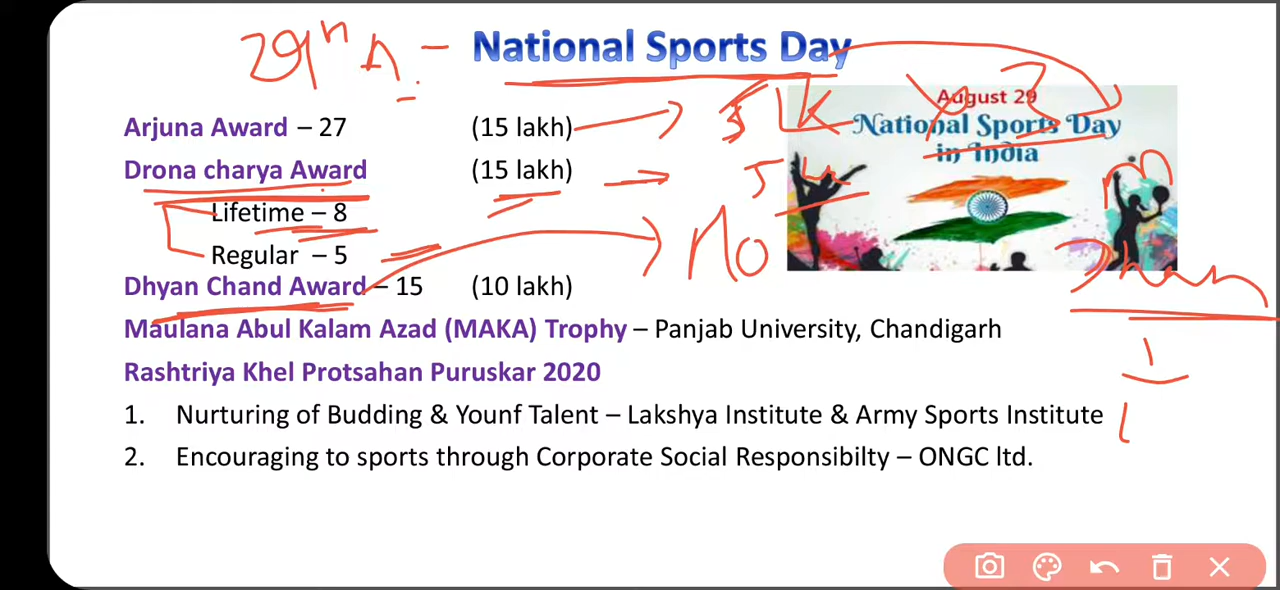 29th A. – National Sports Day
August 29
National Sports Day
in India
Arjuna Award – 27 (15 lakh) 5 lk
Drona charya Award (15 lakh) 5
Lifetime – 8
Regular – 5 No
Dhyan Chand Award – 15 (10 lakh)
Maulana Abul Kalam Azad (MAKA) Trophy – Panjab University, Chandigarh
Rashtriya Khel Protsahan Puruskar 2020
1. Nurturing of Budding & Younf Talent – Lakshya Institute & Army Sports Institute
2. Encouraging to sports through Corporate Social Responsibilty – ONGC ltd.